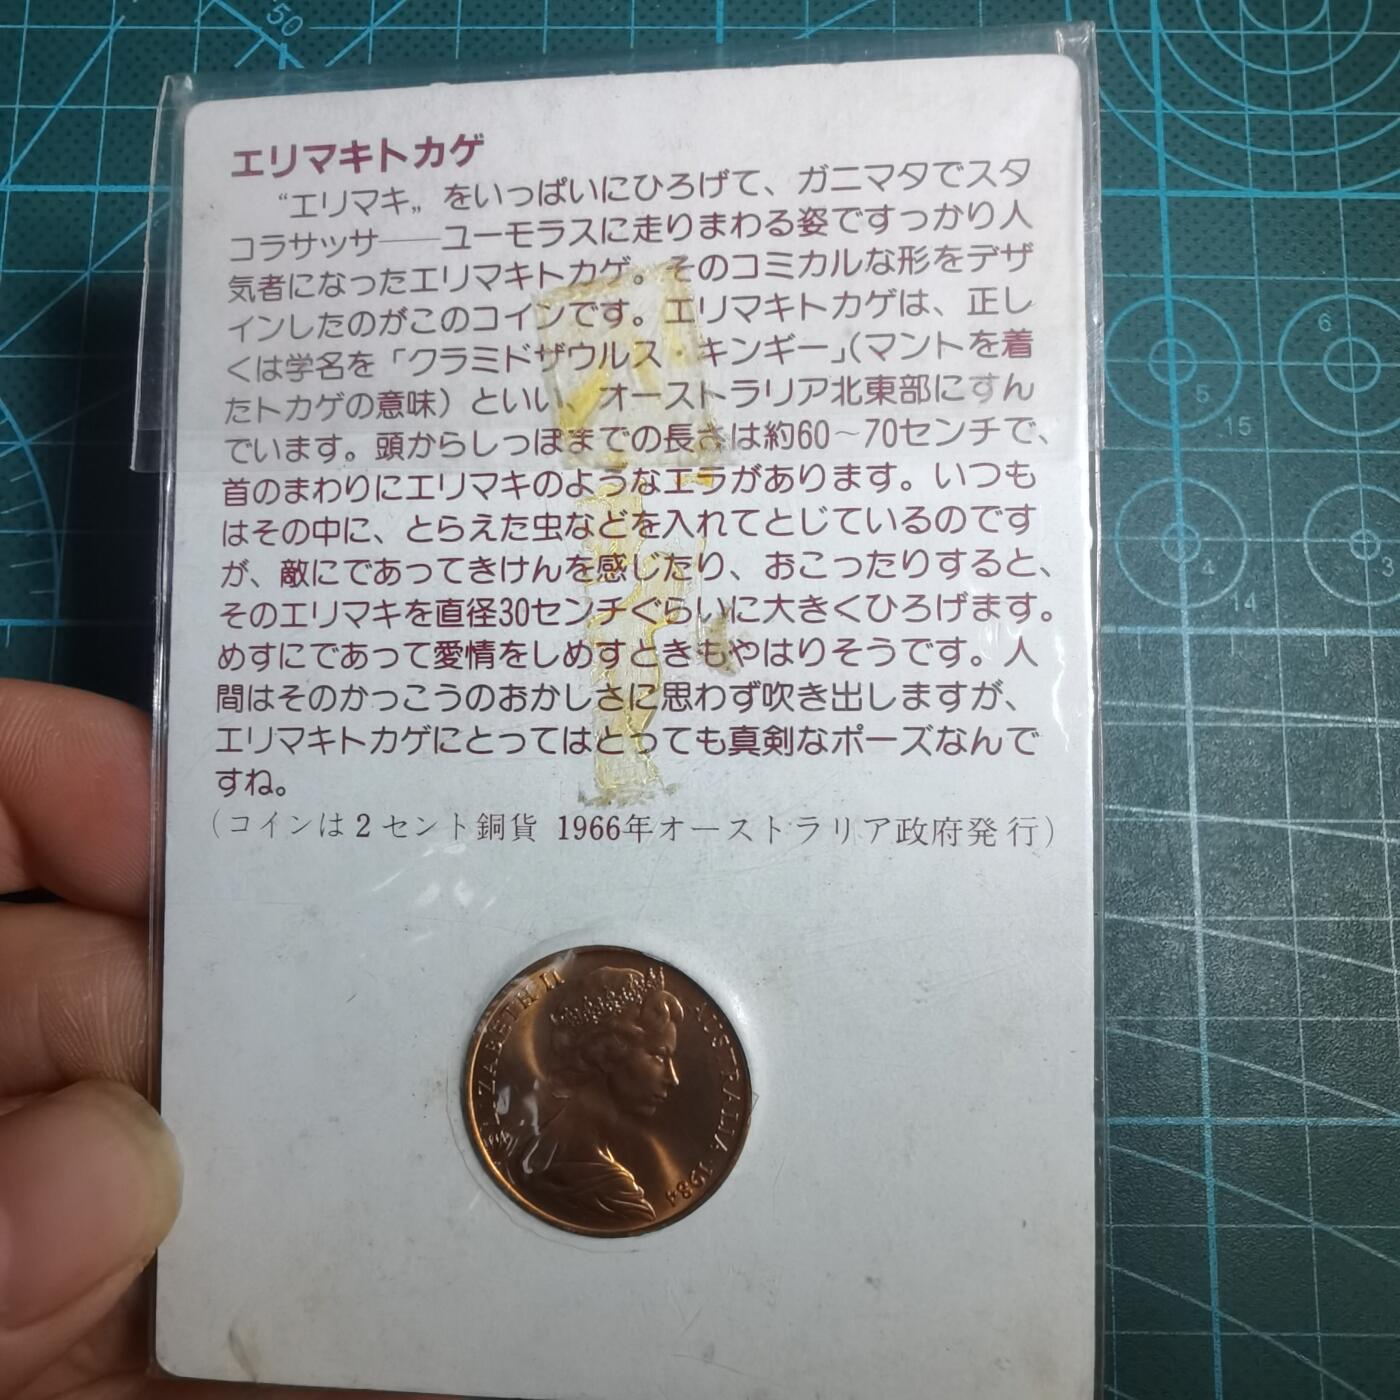 エリマキトカゲ
“エリマキ„をいっぱいにひろげて、ガニマタでスタ
コラサッサ──ユーモラスに走りまわる姿ですっかり人
気者になったエリマキトカゲ。そのコミカルな形をデザ
インしたのがこのコインです。エリマキトカゲは、正し
くは学名を「クラミドザウルス・キンギー」(マントを着
たトカゲの意味)といい、オーストラリア北東部にすん
でいます。頭からしっぽまでの長さは約60~70センチで、
首のまわりにエリマキのようなエラがあります。いつも
はその中に、とらえた虫などを入れてとじているのです
が、敵にであってきけんを感じたり、おこったりすると、
そのエリマキを直径30センチぐらいに大きくひろげます。
めすにであって愛情をしめすときもやはりそうです。人
間はそのかっこうのおかしさに思わず吹き出しますが、
エリマキトカゲにとってはとっても真剣なポーズなんで
すね。
(コインは2セント銅貨 1966年オーストラリア政府発行)
ELIZABETH II AUSTRALIA 1984
50
6
5
15
4
14
3